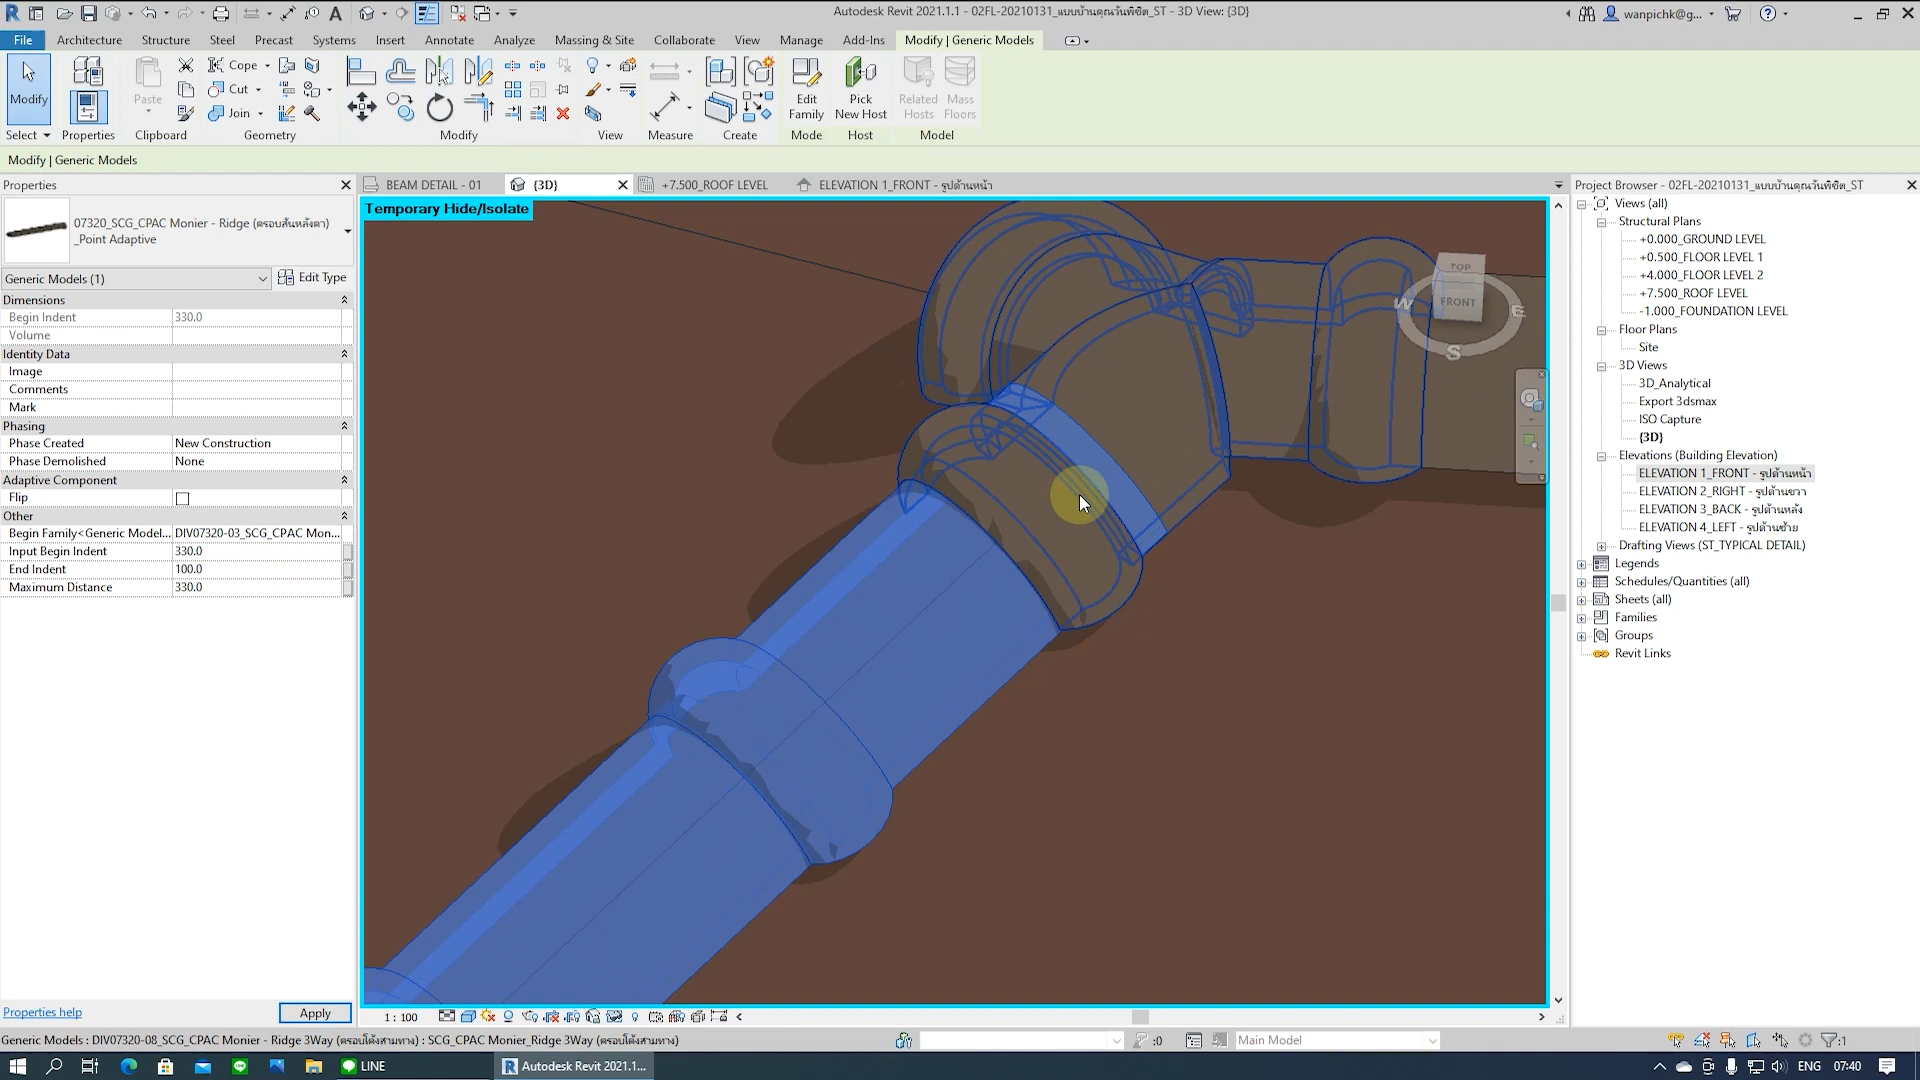 Autodesk Revit 2021.1.1 - 02FL-20210131_แบบบ้านคุณวันพิชิต_ST - 3D View: {3D}
wanpichk@g...
File Architecture Structure Steel Precast Systems Insert Annotate Analyze Massing & Site Collaborate View Manage Add-Ins Modify | Generic Models
Modify
Paste
Cope
Cut
Join
Edit Family
Pick New Host
Related Hosts
Mass Floors
Select Properties Clipboard Geometry Modify View Measure Create Mode Host Model
Modify | Generic Models
Properties
BEAM DETAIL - 01
{3D}
+7.500_ROOF LEVEL
ELEVATION 1_FRONT - รูปด้านหน้า
Project Browser - 02FL-20210131_แบบบ้านคุณวันพิชิต_ST
07320_SCG_CPAC Monier - Ridge (ครอบสันหลังคา)
_Point Adaptive
Generic Models (1)
Edit Type
Dimensions
Begin Indent 330.0
Volume
Identity Data
Image
Comments
Mark
Phasing
Phase Created New Construction
Phase Demolished None
Adaptive Component
Flip
Other
Begin Family<Generic Model... DIV07320-03_SCG_CPAC Mon...
Input Begin Indent 330.0
End Indent 100.0
Maximum Distance 330.0
Properties help
Apply
Temporary Hide/Isolate
TOP
FRONT
W
E
S
Views (all)
Structural Plans
+0.000_GROUND LEVEL
+0.500_FLOOR LEVEL 1
+4.000_FLOOR LEVEL 2
+7.500_ROOF LEVEL
-1.000_FOUNDATION LEVEL
Floor Plans
Site
3D Views
3D_Analytical
Export 3dsmax
ISO Capture
{3D}
Elevations (Building Elevation)
ELEVATION 1_FRONT - รูปด้านหน้า
ELEVATION 2_RIGHT - รูปด้านขวา
ELEVATION 3_BACK - รูปด้านหลัง
ELEVATION 4_LEFT - รูปด้านซ้าย
Drafting Views (ST_TYPICAL DETAIL)
Legends
Schedules/Quantities (all)
Sheets (all)
Families
Groups
Revit Links
1 : 100
Generic Models : DIV07320-08_SCG_CPAC Monier - Ridge 3Way (ครอบโค้งสามทาง) : SCG_CPAC Monier_Ridge 3Way (ครอบโค้งสามทาง)
:0
Main Model
:1
LINE
Autodesk Revit 2021.1...
ENG
07:40